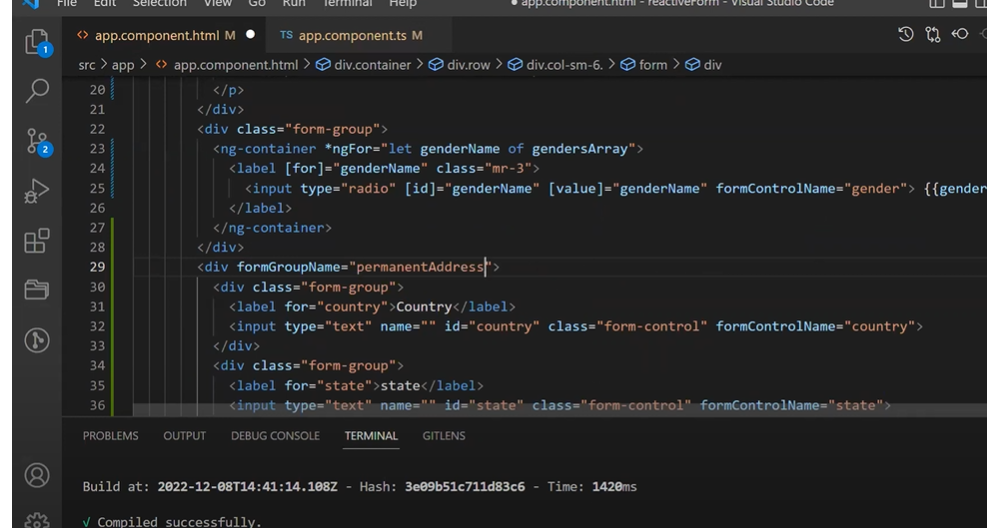 File Edit Selection View Go Run Terminal Help ● app.component.html - reactiveForm - Visual Studio Code
<> app.component.html M ● TS app.component.ts M
src > app > <> app.component.html > div.container > div.row > div.col-sm-6. > form > div
20 </p>
21 </div>
22 <div class="form-group">
23 <ng-container *ngFor="let genderName of gendersArray">
24 <label [for]="genderName" class="mr-3">
25 <input type="radio" [id]="genderName" [value]="genderName" formControlName="gender"> {{gender
26 </label>
27 </ng-container>
28 </div>
29 <div formGroupName="permanentAddress">
30 <div class="form-group">
31 <label for="country">Country</label>
32 <input type="text" name="" id="country" class="form-control" formControlName="country">
33 </div>
34 <div class="form-group">
35 <label for="state">state</label>
36 <input type="text" name="" id="state" class="form-control" formControlName="state">
1
2
PROBLEMS OUTPUT DEBUG CONSOLE TERMINAL GITLENS
Build at: 2022-12-08T14:41:14.108Z - Hash: 3e09b51c711d83c6 - Time: 1420ms
√ Compiled successfully.